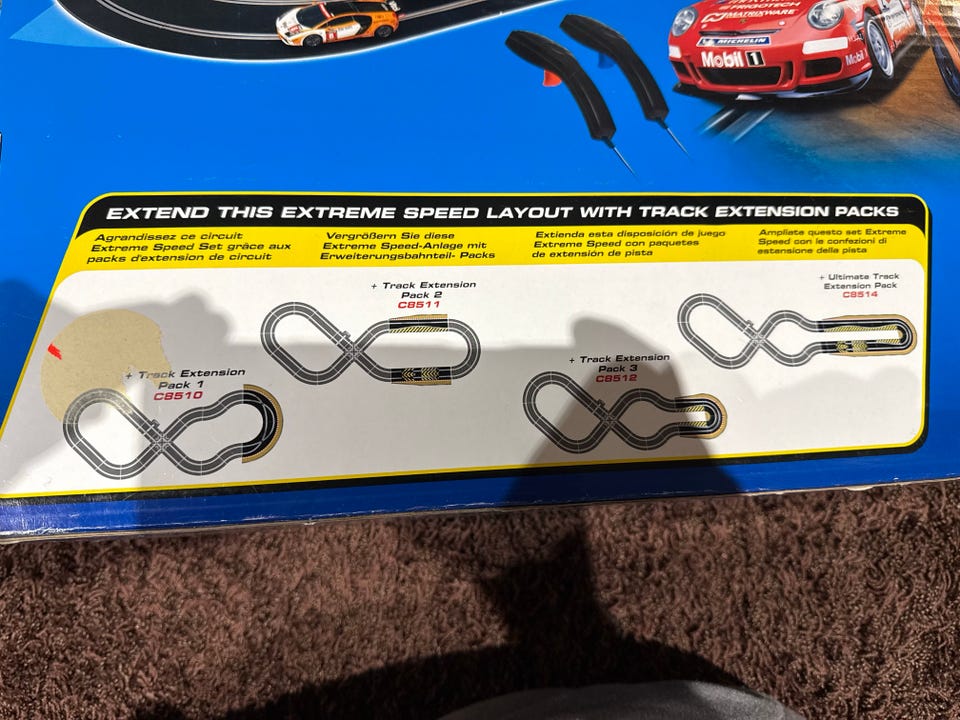 FRIGOTECH
MATRIXWARE
MICHELIN
Mobil 1
EXTEND THIS EXTREME SPEED LAYOUT WITH TRACK EXTENSION PACKS
Agrandissez ce circuit
Extreme Speed Set grâce aux
packs d'extension de circuit
Vergrößern Sie diese
Extreme Speed-Anlage mit
Erweiterungsbahnteil- Packs
Extienda esta disposición de juego
Extreme Speed con paquetes
de extensión de pista
Ampliate questo set Extreme
Speed con le confezioni di
estensione della pista
+ Track Extension
Pack 1
C8510
+ Track Extension
Pack 2
C8511
+ Track Extension
Pack 3
C8512
+ Ultimate Track
Extension Pack
C8514